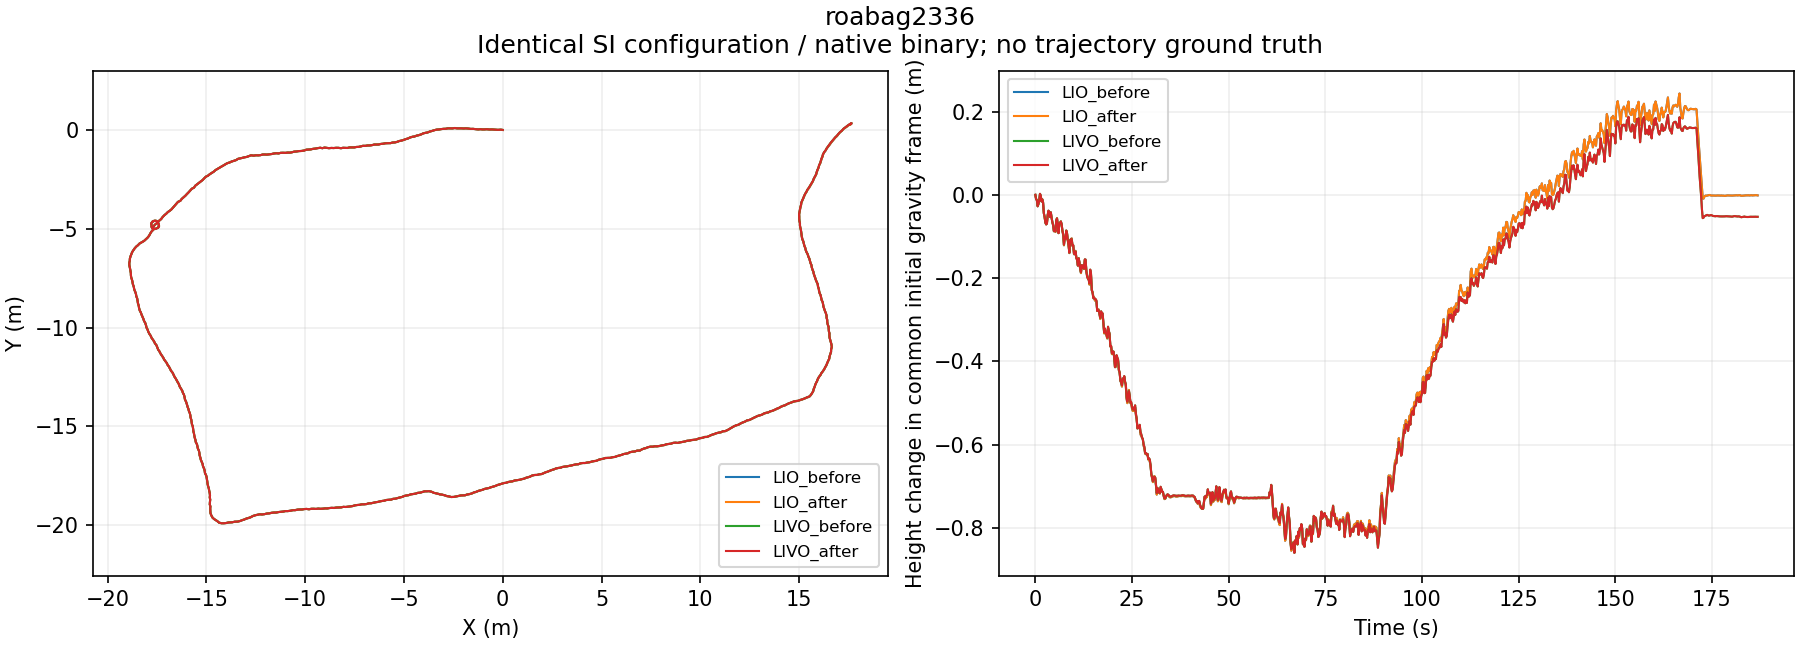 roabag2336
Identical SI configuration / native binary; no trajectory ground truth
Y (m)
0
−5
−10
−15
−20
−20
−15
−10
−5
0
5
10
15
X (m)
LIO_before
LIO_after
LIVO_before
LIVO_after
Height change in common initial gravity frame (m)
0.2
0.0
−0.2
−0.4
−0.6
−0.8
0
25
50
75
100
125
150
175
Time (s)
LIO_before
LIO_after
LIVO_before
LIVO_after